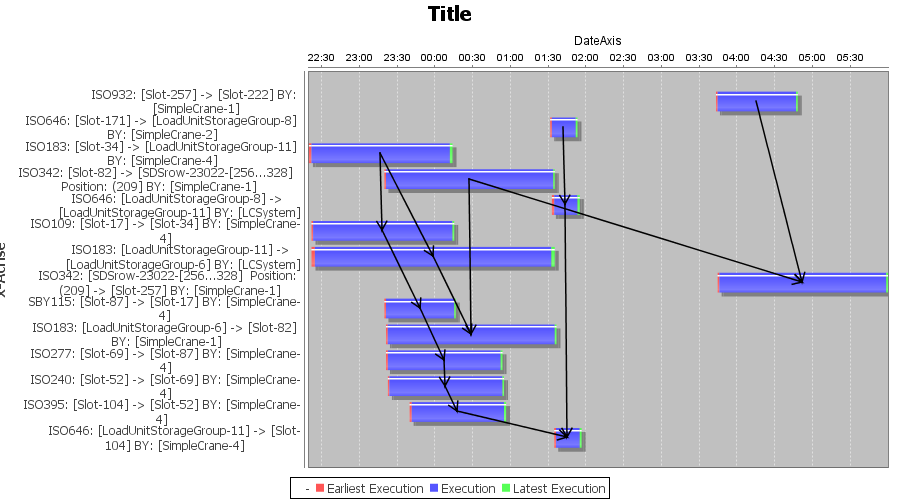 Title
DateAxis
22:30 23:00 23:30 00:00 00:30 01:00 01:30 02:00 02:30 03:00 03:30 04:00 04:30 05:00 05:30
ISO932: [Slot-257] -> [Slot-222] BY:
[SimpleCrane-1]
ISO646: [Slot-171] -> [LoadUnitStorageGroup-8]
BY: [SimpleCrane-2]
ISO183: [Slot-34] -> [LoadUnitStorageGroup-11]
BY: [SimpleCrane-4]
ISO342: [Slot-82] -> [SDSrow-23022-[256...328]
Position: (209] BY: [SimpleCrane-1]
ISO646: [LoadUnitStorageGroup-8] ->
[LoadUnitStorageGroup-11] BY: [LCSystem]
ISO109: [Slot-17] -> [Slot-34] BY: [SimpleCrane-
4]
ISO183: [LoadUnitStorageGroup-11] ->
[LoadUnitStorageGroup-6] BY: [LCSystem]
ISO342: [SDSrow-23022-[256...328] Position:
(209] -> [Slot-257] BY: [SimpleCrane-1]
SBY115: [Slot-87] -> [Slot-17] BY: [SimpleCrane-
4]
ISO183: [LoadUnitStorageGroup-6] -> [Slot-82]
BY: [SimpleCrane-1]
ISO277: [Slot-69] -> [Slot-87] BY: [SimpleCrane-
4]
ISO240: [Slot-52] -> [Slot-69] BY: [SimpleCrane-
4]
ISO395: [Slot-104] -> [Slot-52] BY: [SimpleCrane-
4]
ISO646: [LoadUnitStorageGroup-11] -> [Slot-
104] BY: [SimpleCrane-4]
- Earliest Execution Execution Latest Execution